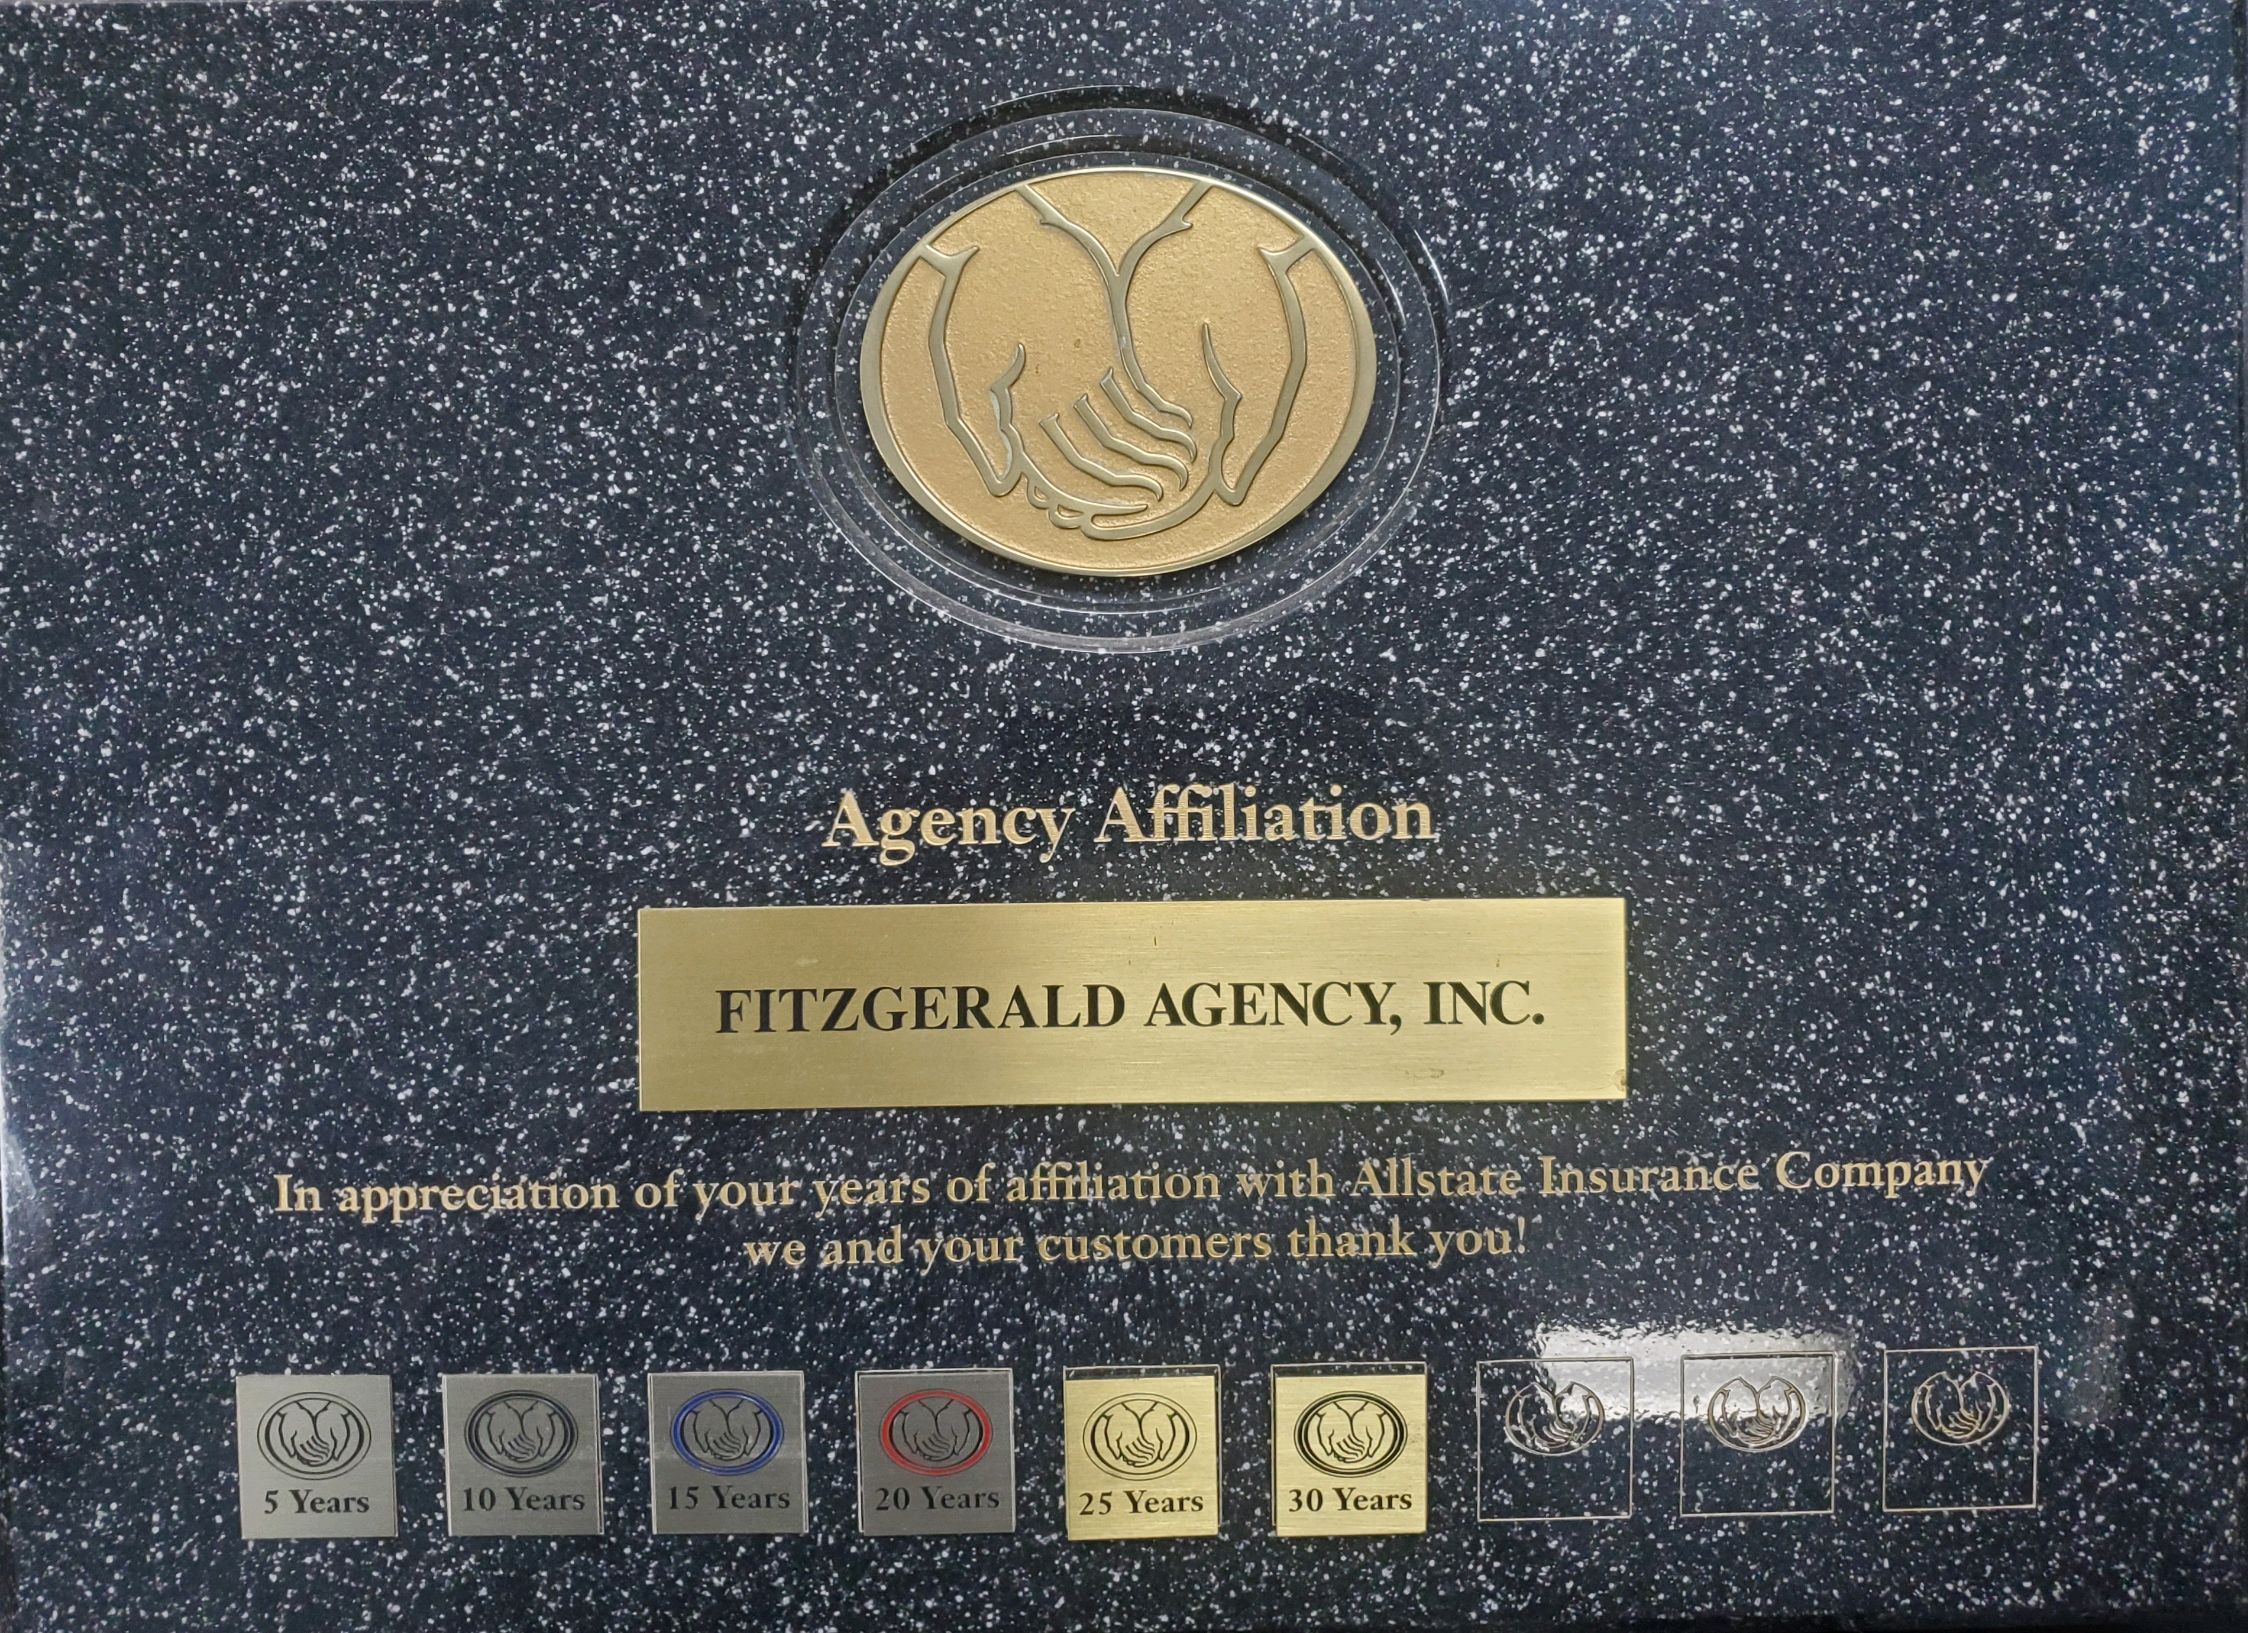 Agency Affiliation
FITZGERALD AGENCY, INC.
In appreciation of your years of affiliation with Allstate Insurance Company
we and your customers thank you!
5 Years
10 Years
15 Years
20 Years
25 Years
30 Years